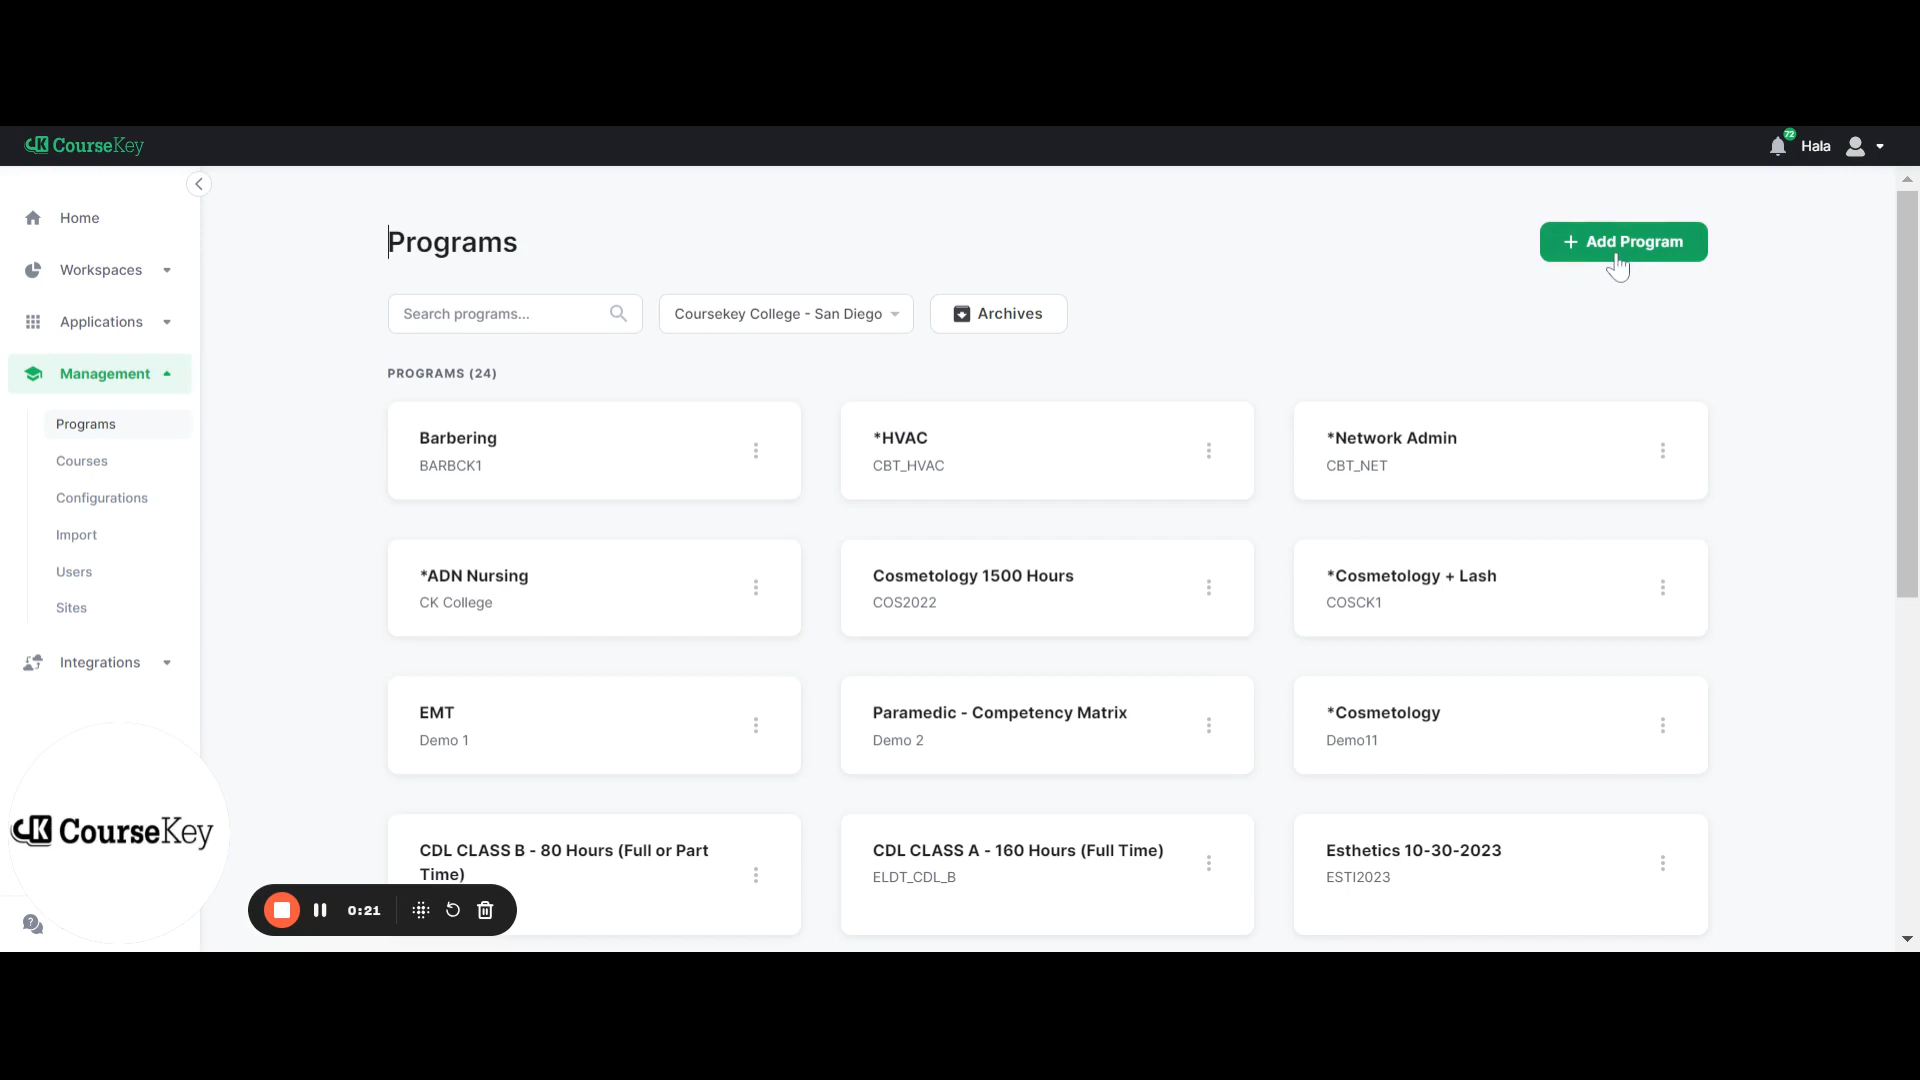 CK CourseKey
72
Hala
Home
Workspaces
Applications
Management
Programs
Courses
Configurations
Import
Users
Sites
Integrations
CK CourseKey
Programs
+ Add Program
Search programs...
Coursekey College - San Diego
Archives
PROGRAMS (24)
Barbering
BARBCK1
*HVAC
CBT_HVAC
*Network Admin
CBT_NET
*ADN Nursing
CK College
Cosmetology 1500 Hours
COS2022
*Cosmetology + Lash
COSCK1
EMT
Demo 1
Paramedic - Competency Matrix
Demo 2
*Cosmetology
Demo11
CDL CLASS B - 80 Hours (Full or Part
Time)
CDL CLASS A - 160 Hours (Full Time)
ELDT_CDL_B
Esthetics 10-30-2023
ESTI2023
0:21